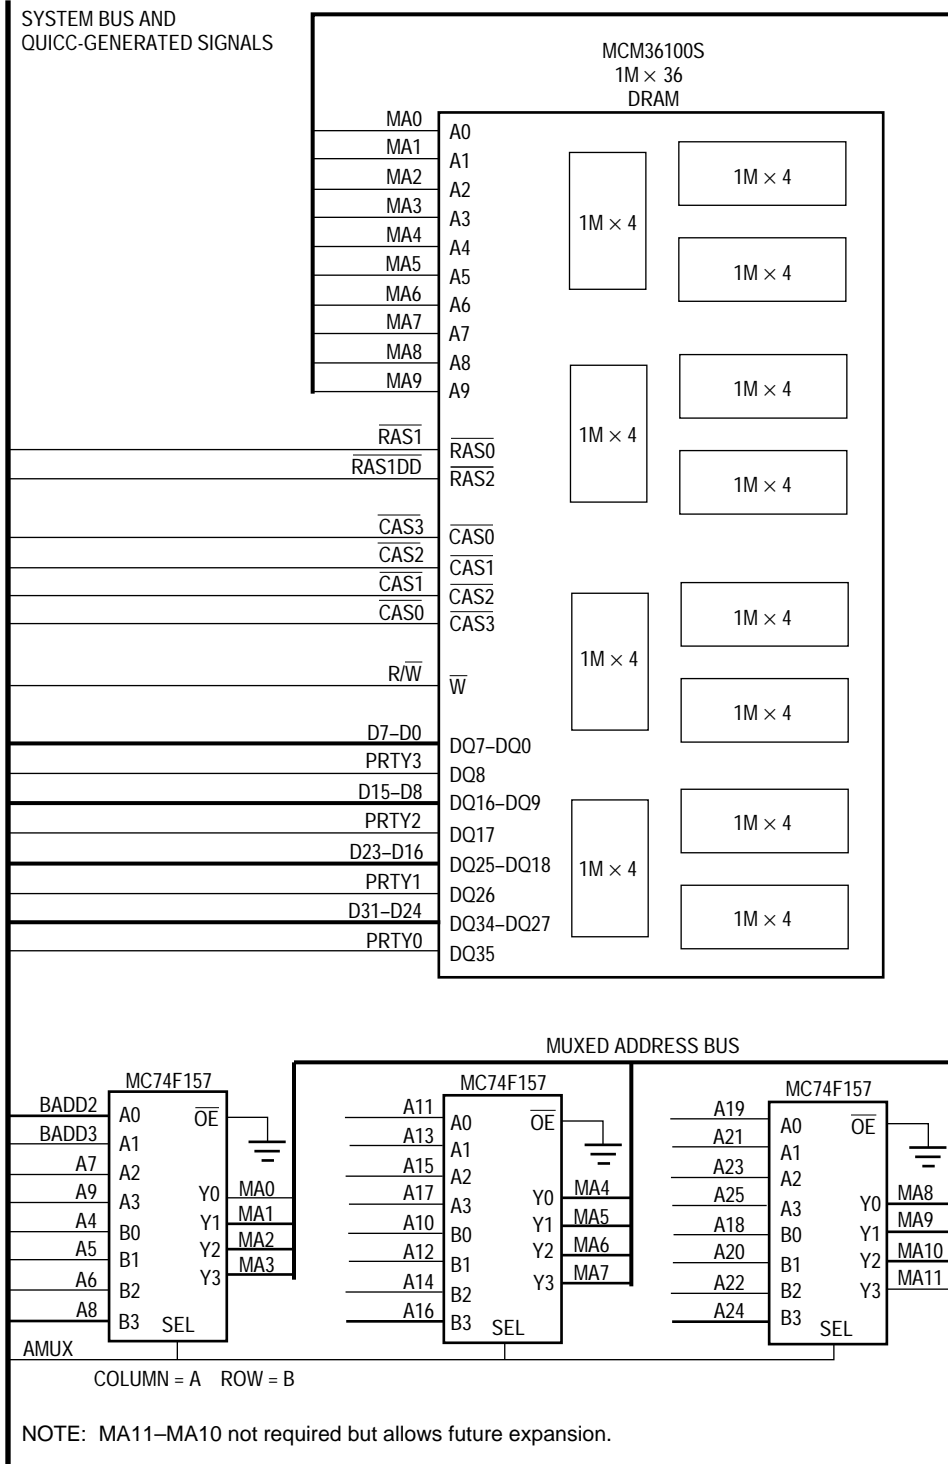 SYSTEM BUS AND
QUICC-GENERATED SIGNALS
MCM36100S
1M × 36
DRAM
MA0 A0
MA1 A1
MA2 A2
MA3 A3
MA4 A4
MA5 A5
MA6 A6
MA7 A7
MA8 A8
MA9 A9
RAS1 RAS0
RAS1DD RAS2
CAS3 CAS0
CAS2 CAS1
CAS1 CAS2
CAS0 CAS3
R/W W
D7–D0 DQ7–DQ0
PRTY3 DQ8
D15–D8 DQ16–DQ9
PRTY2 DQ17
D23–D16 DQ25–DQ18
PRTY1 DQ26
D31–D24 DQ34–DQ27
PRTY0 DQ35
1M × 4
1M × 4
1M × 4
1M × 4
1M × 4
1M × 4
1M × 4
1M × 4
1M × 4
1M × 4
1M × 4
1M × 4
MUXED ADDRESS BUS
MC74F157
BADD2 A0 OE
BADD3 A1
A7 A2
A9 A3 Y0 MA0
A4 B0 Y1 MA1
A5 B1 Y2 MA2
A6 B2 Y3 MA3
A8 B3 SEL
MC74F157
A11 A0 OE
A13 A1
A15 A2
A17 A3 Y0 MA4
A10 B0 Y1 MA5
A12 B1 Y2 MA6
A14 B2 Y3 MA7
A16 B3 SEL
MC74F157
A19 A0 OE
A21 A1
A23 A2
A25 A3 Y0 MA8
A18 B0 Y1 MA9
A20 B1 Y2 MA10
A22 B2 Y3 MA11
A24 B3 SEL
AMUX
COLUMN = A ROW = B
NOTE: MA11–MA10 not required but allows future expansion.